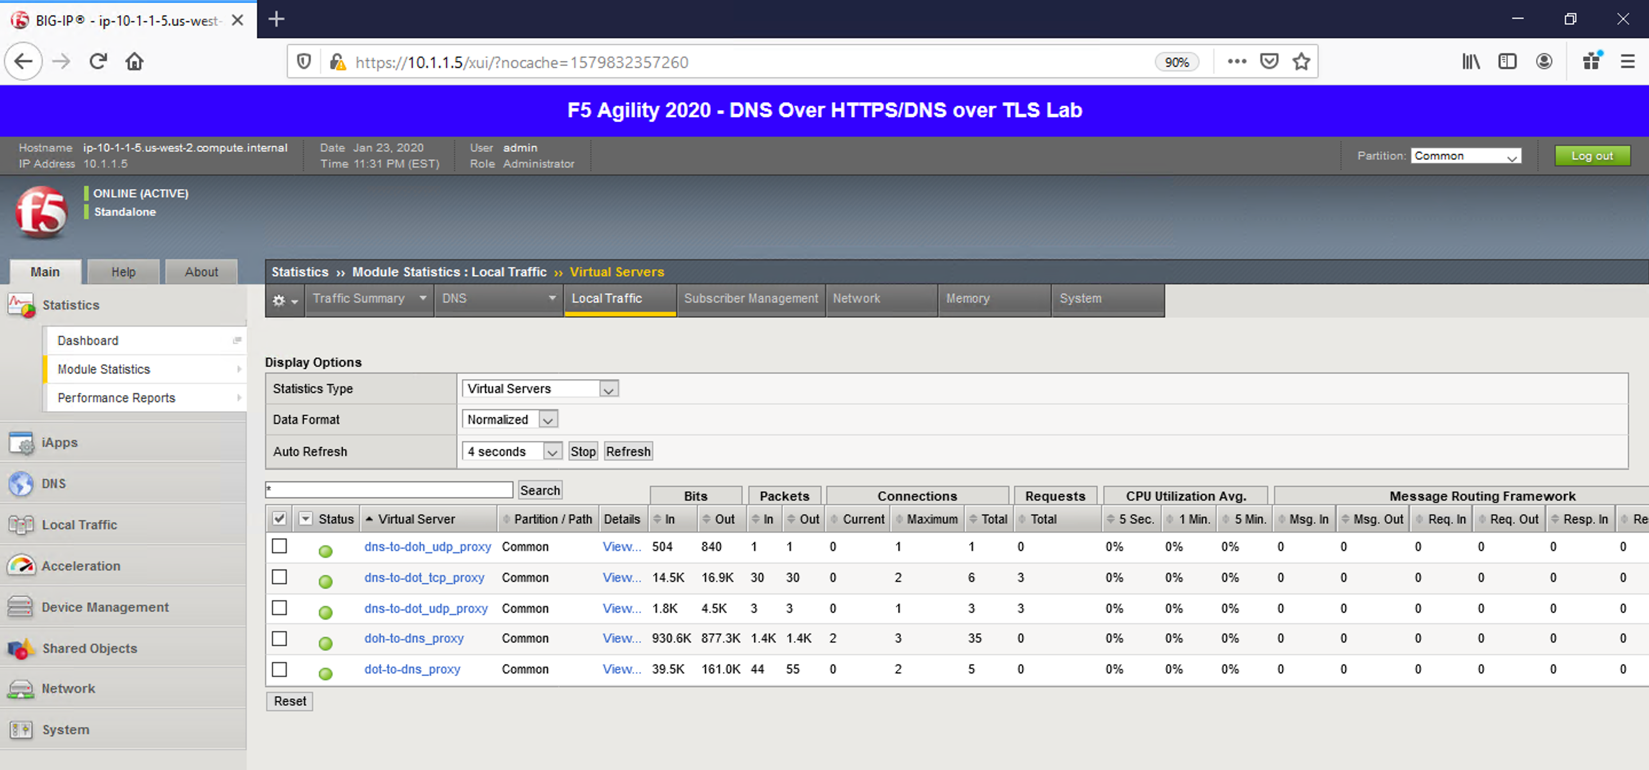 BIG-IP® - ip-10-1-1-5.us-west-
https://10.1.1.5/xui/?nocache=1579832357260 90%
F5 Agility 2020 - DNS Over HTTPS/DNS over TLS Lab
Hostname ip-10-1-1-5.us-west-2.compute.internal Date Jan 23, 2020 User admin
IP Address 10.1.1.5 Time 11:31 PM (EST) Role Administrator
Partition: Common Log out
f5
ONLINE (ACTIVE)
Standalone
Main Help About
Statistics ›› Module Statistics : Local Traffic ›› Virtual Servers
Traffic Summary DNS Local Traffic Subscriber Management Network Memory System
Statistics
Dashboard
Module Statistics
Performance Reports
iApps
DNS
Local Traffic
Acceleration
Device Management
Shared Objects
Network
System
Display Options
Statistics Type Virtual Servers
Data Format Normalized
Auto Refresh 4 seconds Stop Refresh
* Search
Bits Packets Connections Requests CPU Utilization Avg. Message Routing Framework
Status Virtual Server Partition / Path Details In Out In Out Current Maximum Total Total 5 Sec. 1 Min. 5 Min. Msg. In Msg. Out Req. In Req. Out Resp. In Re
dns-to-doh_udp_proxy Common View... 504 840 1 1 0 1 1 0 0% 0% 0% 0 0 0 0 0 0
dns-to-dot_tcp_proxy Common View... 14.5K 16.9K 30 30 0 2 6 3 0% 0% 0% 0 0 0 0 0 0
dns-to-dot_udp_proxy Common View... 1.8K 4.5K 3 3 0 1 3 3 0% 0% 0% 0 0 0 0 0 0
doh-to-dns_proxy Common View... 930.6K 877.3K 1.4K 1.4K 2 3 35 0 0% 0% 0% 0 0 0 0 0 0
dot-to-dns_proxy Common View... 39.5K 161.0K 44 55 0 2 5 0 0% 0% 0% 0 0 0 0 0 0
Reset